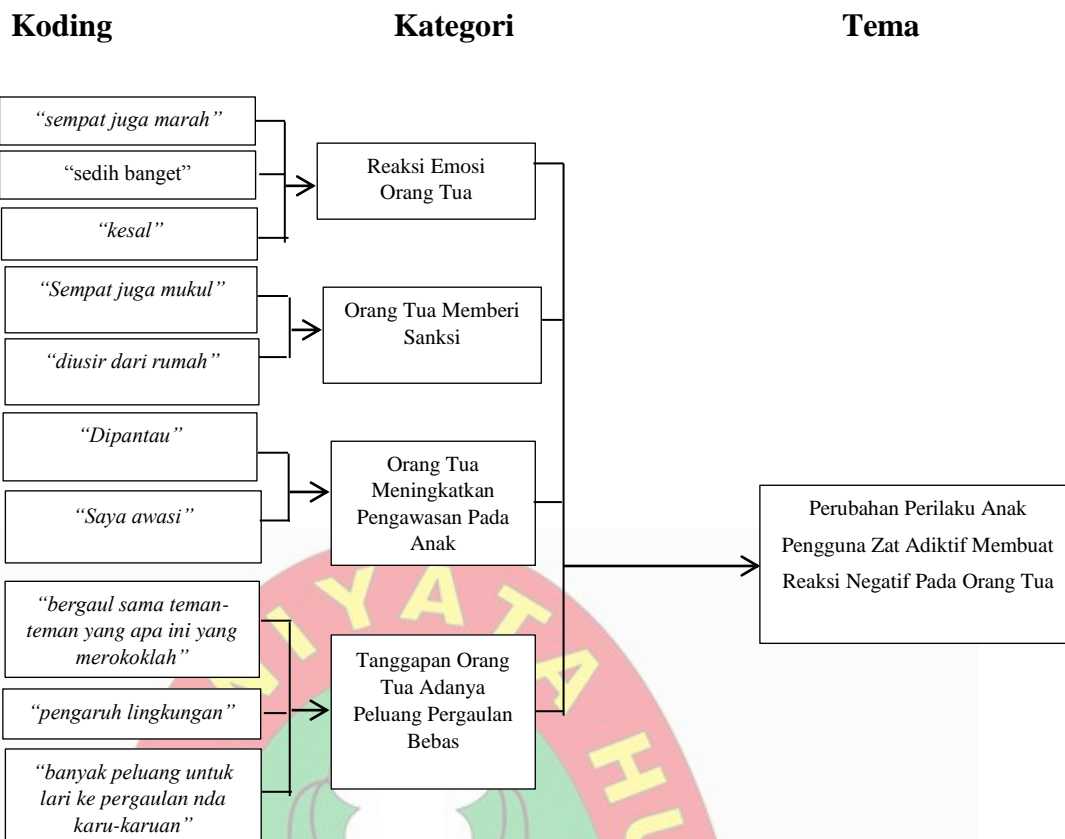 Koding Kategori Tema
“sempat juga marah”
“sedih banget”
“kesal”
Reaksi Emosi
Orang Tua
“Sempat juga mukul”
“diusir dari rumah”
Orang Tua Memberi
Sanksi
“Dipantau”
“Saya awasi”
Orang Tua
Meningkatkan
Pengawasan Pada
Anak
“bergaul sama teman-
teman yang apa ini yang
merokoklah”
“pengaruh lingkungan”
“banyak peluang untuk
lari ke pergaulan nda
karu-karuan”
Tanggapan Orang
Tua Adanya
Peluang Pergaulan
Bebas
Perubahan Perilaku Anak
Pengguna Zat Adiktif Membuat
Reaksi Negatif Pada Orang Tua
IYATA HU